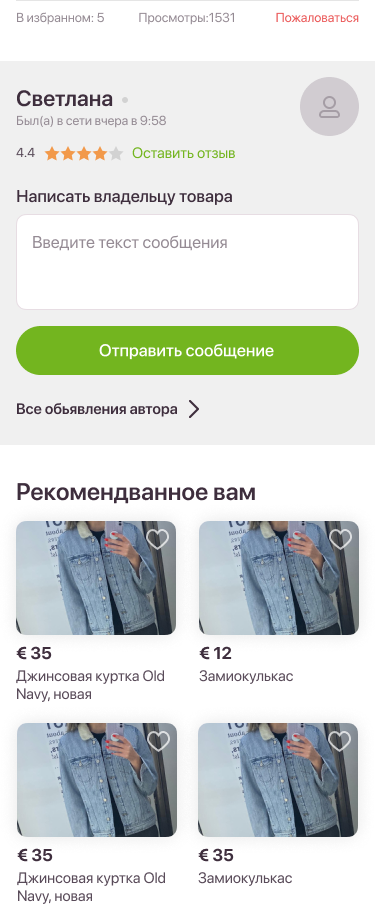 В избранном: 5 Просмотры:1531 Пожаловаться
Светлана
Был(а) в сети вчера в 9:58
4.4 Оставить отзыв
Написать владельцу товара
Введите текст сообщения
Отправить сообщение
Все обьявления автора
Рекомендванное вам
€ 35
Джинсовая куртка Old
Navy, новая
€ 12
Замиокулькас
€ 35
Джинсовая куртка Old
Navy, новая
€ 35
Замиокулькас